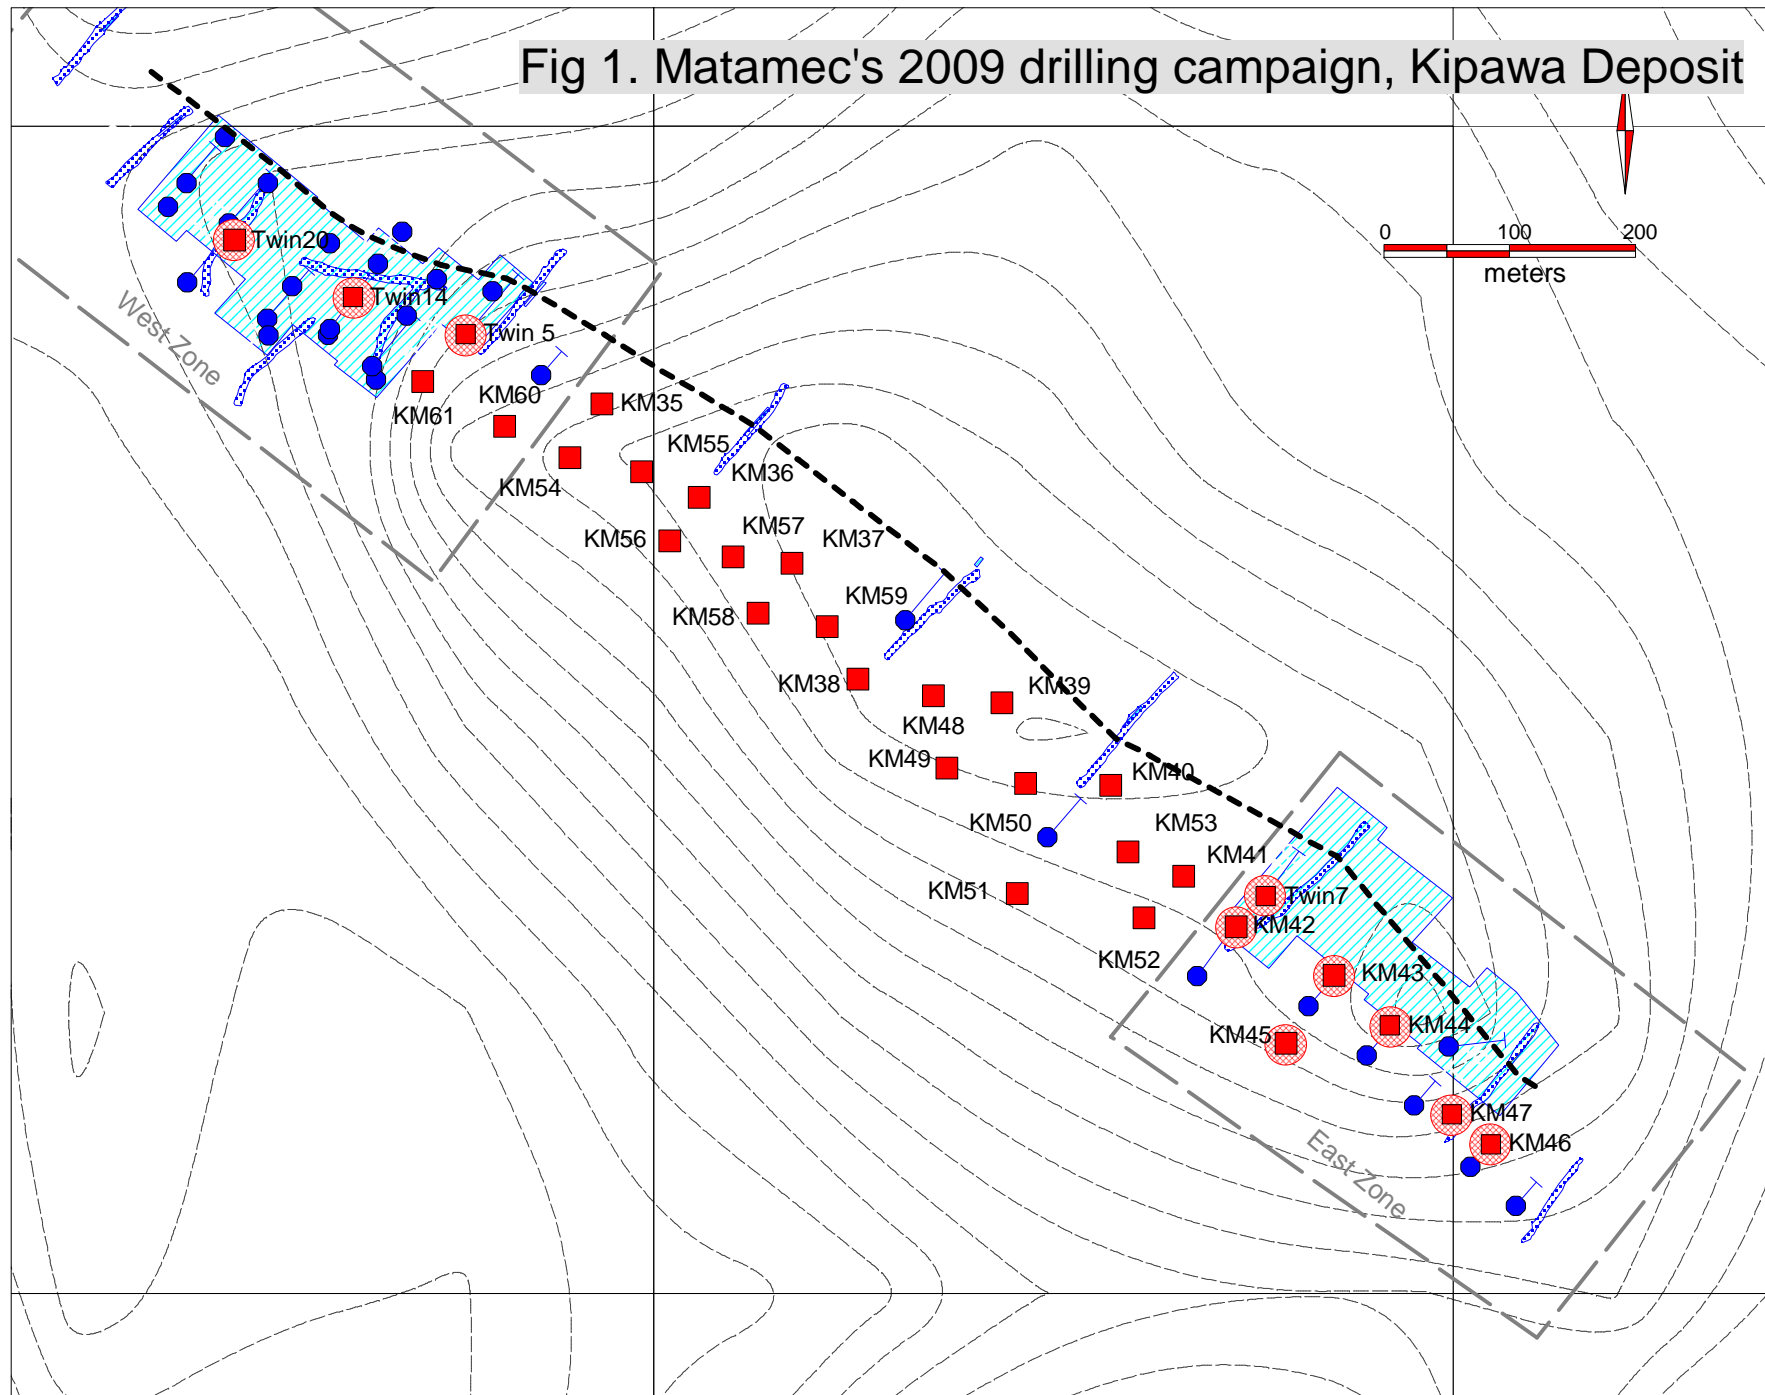 Fig 1. Matamec's 2009 drilling campaign, Kipawa Deposit
0 100 200
meters
Twin20
Twin14
Twin 5
West Zone
KM61
KM60
KM35
KM55
KM36
KM54
KM56
KM57
KM37
KM59
KM58
KM38
KM39
KM48
KM49
KM40
KM50
KM53
KM41
KM51
Twin7
KM42
KM52
KM43
KM44
KM45
KM47
KM46
East Zone